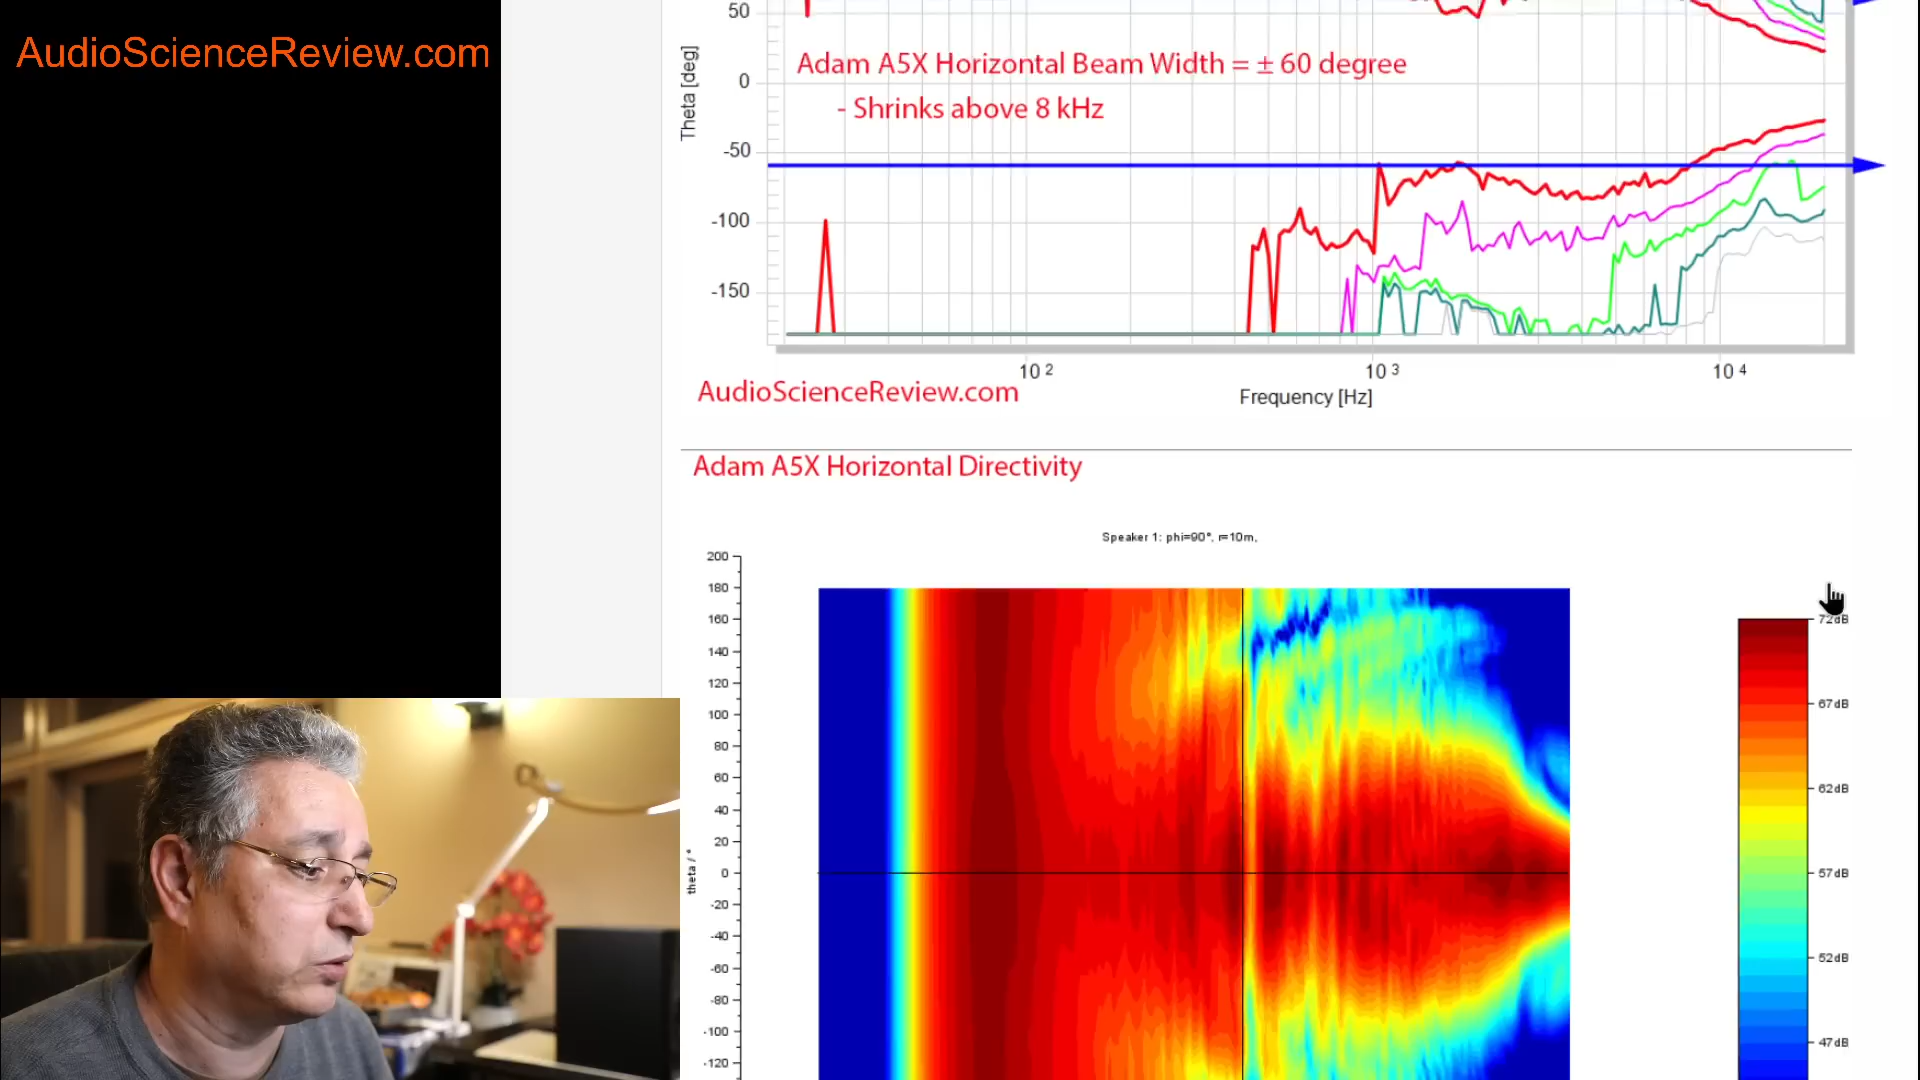 AudioScienceReview.com
50
Adam A5X Horizontal Beam Width = ± 60 degree
- Shrinks above 8 kHz
Theta [deg]
0
-50
-100
-150
10 2
10 3
10 4
AudioScienceReview.com
Frequency [Hz]
Adam A5X Horizontal Directivity
Speaker 1: phi=90°, r=10m,
200
180
160
140
120
100
80
60
40
20
0
-20
-40
-60
-80
-100
-120
theta / °
72dB
67dB
62dB
57dB
52dB
47dB